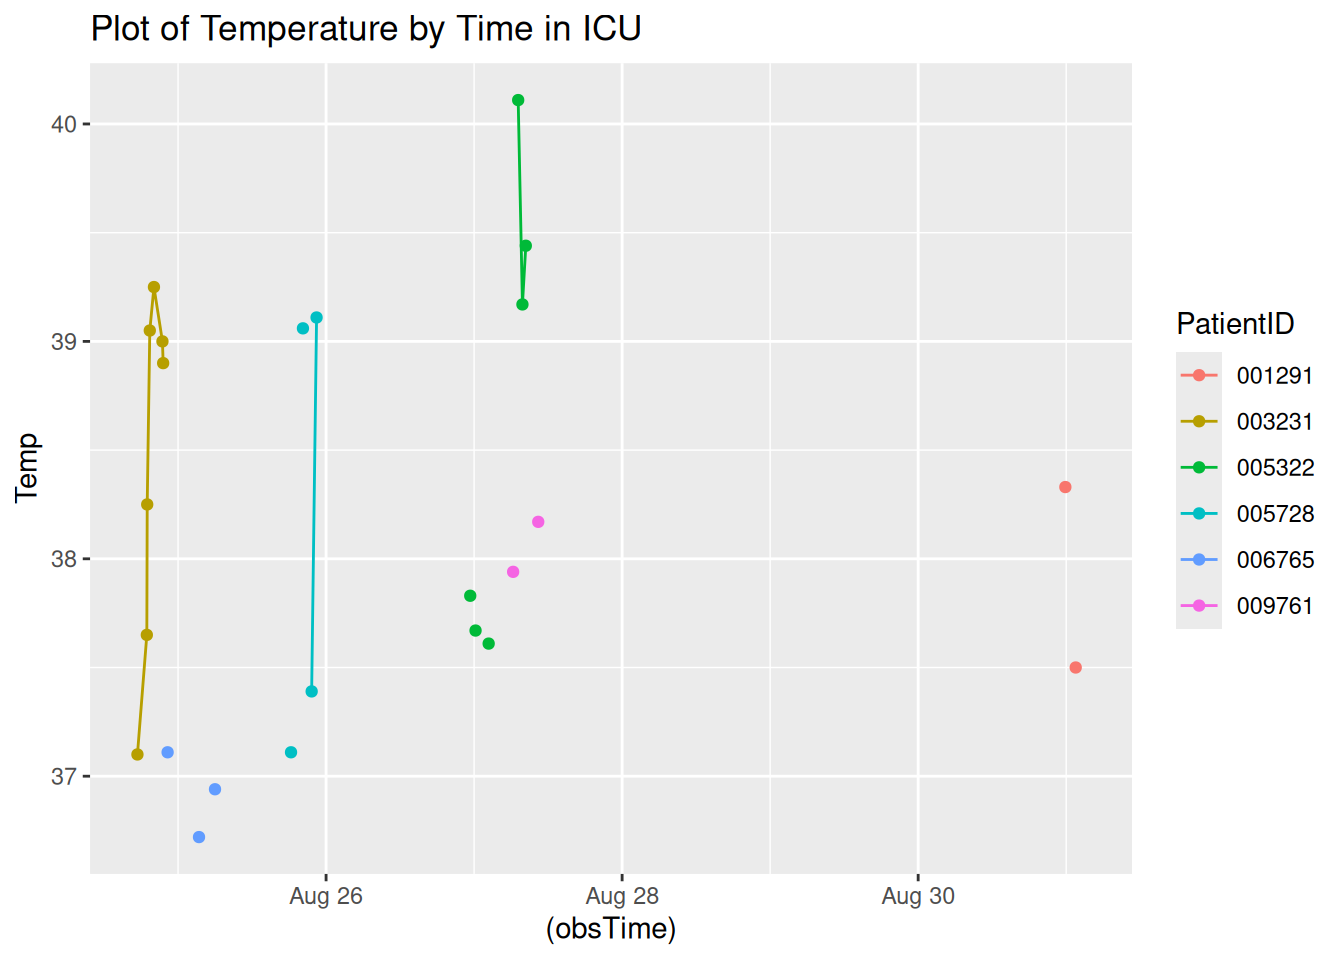 Plot of Temperature by Time in ICU
40
39
38
37
Temp
Aug 26
Aug 28
Aug 30
(obsTime)
PatientID
001291
003231
005322
005728
006765
009761